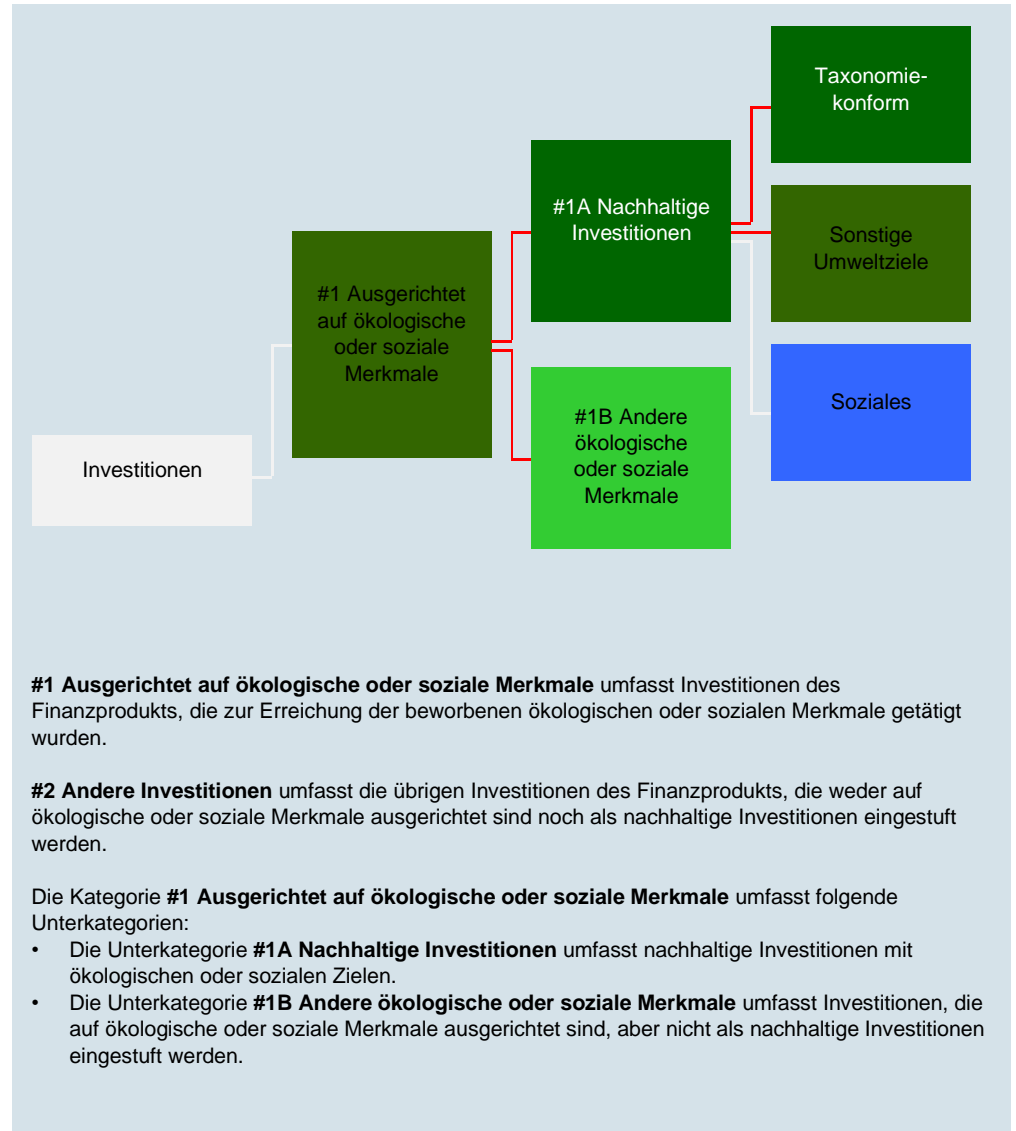 Taxonomie-
konform
#1A Nachhaltige
Investitionen
Sonstige
Umweltziele
#1 Ausgerichtet
auf ökologische
oder soziale
Merkmale
Soziales
#1B Andere
ökologische
oder soziale
Merkmale
Investitionen
#1 Ausgerichtet auf ökologische oder soziale Merkmale umfasst Investitionen des
Finanzprodukts, die zur Erreichung der beworbenen ökologischen oder sozialen Merkmale getätigt
wurden.
#2 Andere Investitionen umfasst die übrigen Investitionen des Finanzprodukts, die weder auf
ökologische oder soziale Merkmale ausgerichtet sind noch als nachhaltige Investitionen eingestuft
werden.
Die Kategorie #1 Ausgerichtet auf ökologische oder soziale Merkmale umfasst folgende
Unterkategorien:
• Die Unterkategorie #1A Nachhaltige Investitionen umfasst nachhaltige Investitionen mit
ökologischen oder sozialen Zielen.
• Die Unterkategorie #1B Andere ökologische oder soziale Merkmale umfasst Investitionen, die
auf ökologische oder soziale Merkmale ausgerichtet sind, aber nicht als nachhaltige Investitionen
eingestuft werden.